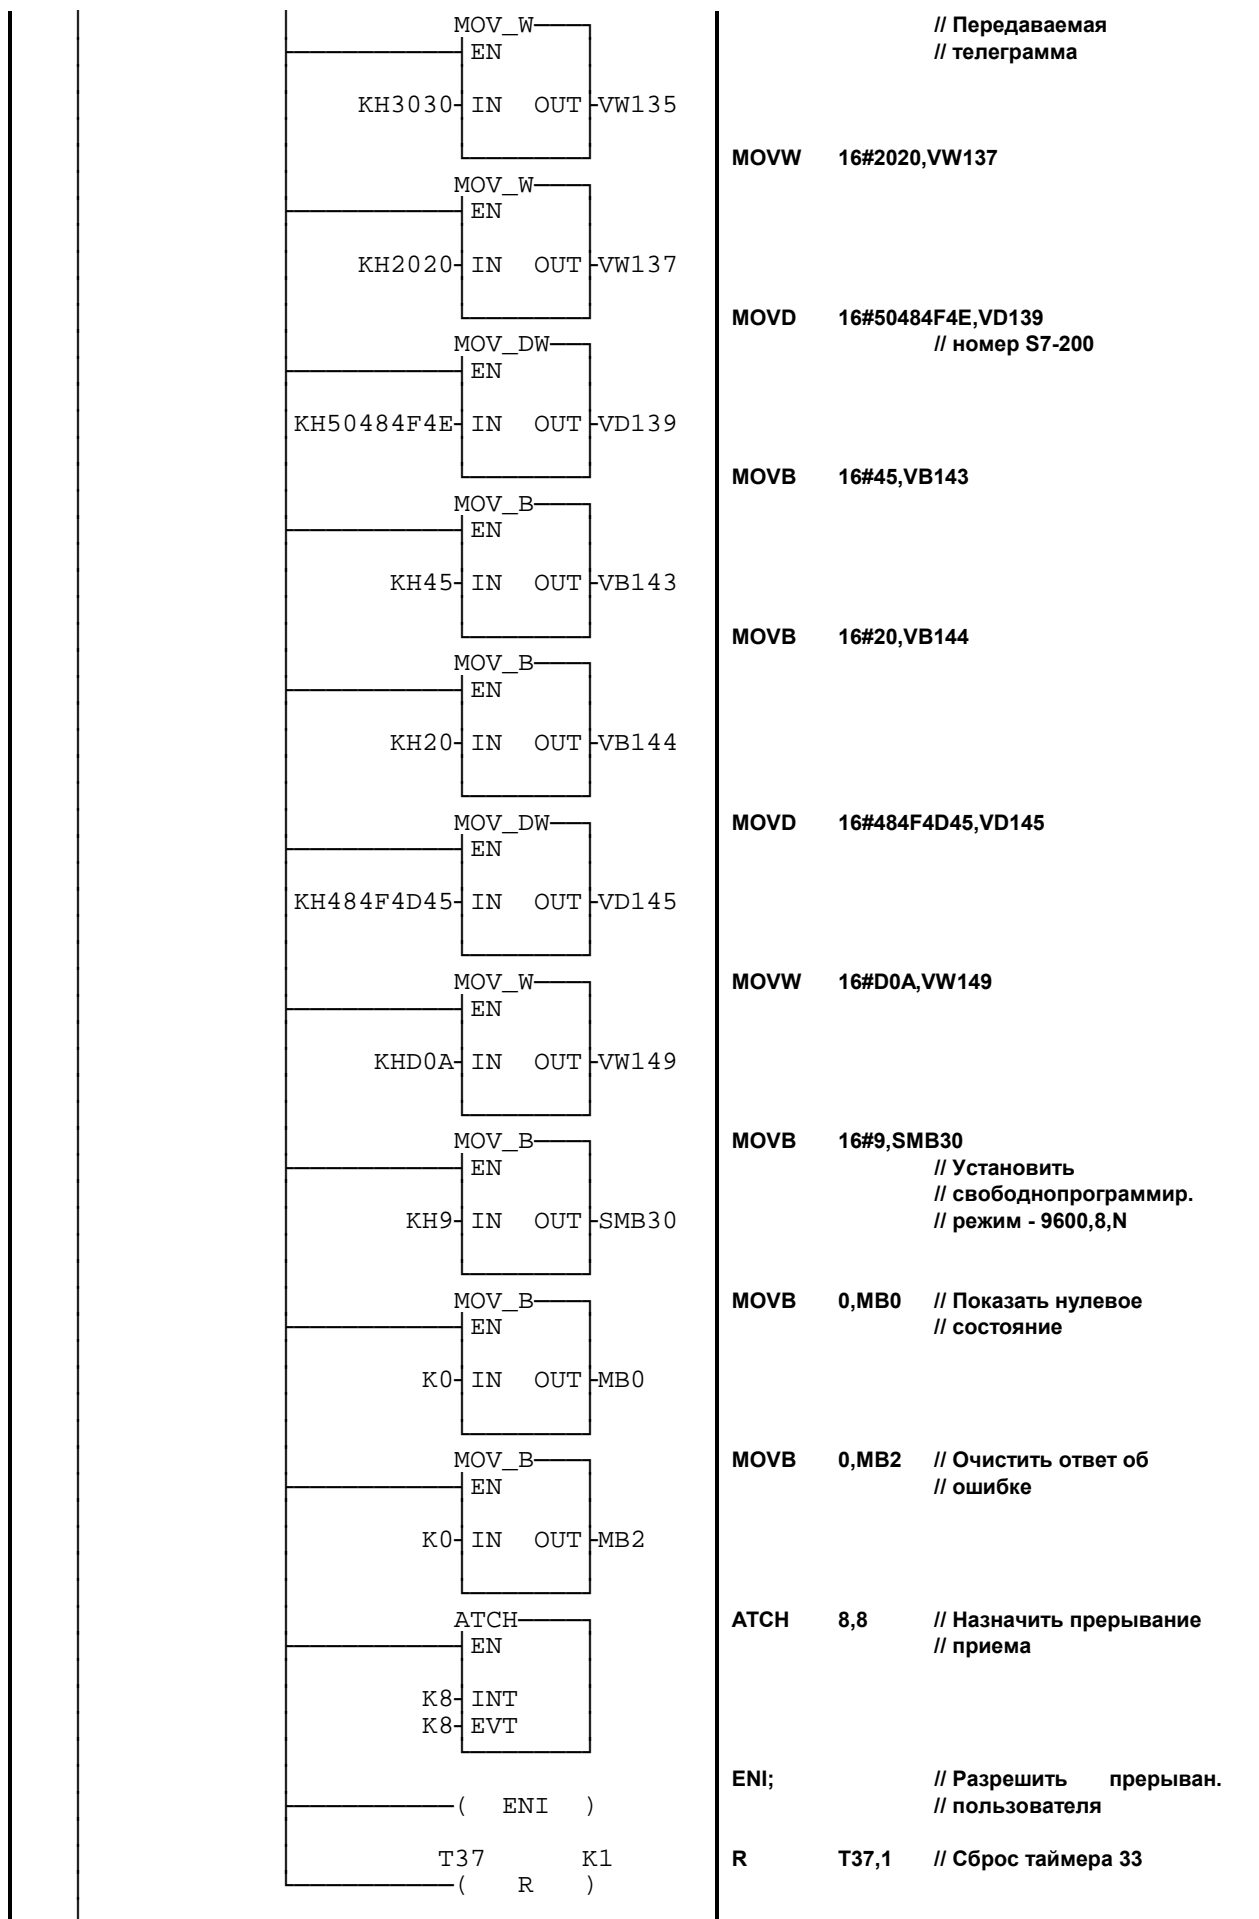 MOV_W // Передаваемая
EN // телеграмма
KH3030 IN OUT VW135
MOVW 16#2020,VW137
MOV_W
EN
KH2020 IN OUT VW137
MOVD 16#50484F4E,VD139
MOV_DW // номер S7-200
EN
KH50484F4E IN OUT VD139
MOVB 16#45,VB143
MOV_B
EN
KH45 IN OUT VB143
MOVB 16#20,VB144
MOV_B
EN
KH20 IN OUT VB144
MOV_DW MOVD 16#484F4D45,VD145
EN
KH484F4D45 IN OUT VD145
MOV_W MOVW 16#D0A,VW149
EN
KHD0A IN OUT VW149
MOV_B MOVB 16#9,SMB30
EN // Установить
// свободнопрограммир.
KH9 IN OUT SMB30 // режим - 9600,8,N
MOV_B MOVB 0,MB0 // Показать нулевое
EN // состояние
K0 IN OUT MB0
MOV_B MOVB 0,MB2 // Очистить ответ об
EN // ошибке
K0 IN OUT MB2
ATCH ATCH 8,8 // Назначить прерывание
EN // приема
K8 INT
K8 EVT
ENI; // Разрешить прерыван.
( ENI ) // пользователя
T37 K1 R T37,1 // Сброс таймера 33
( R )